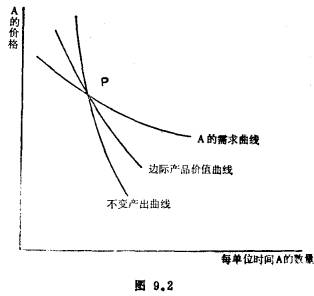 A的价格
P
A的需求曲线
边际产品价值曲线
不变产出曲线
每单位时间A的数量
图 9.2